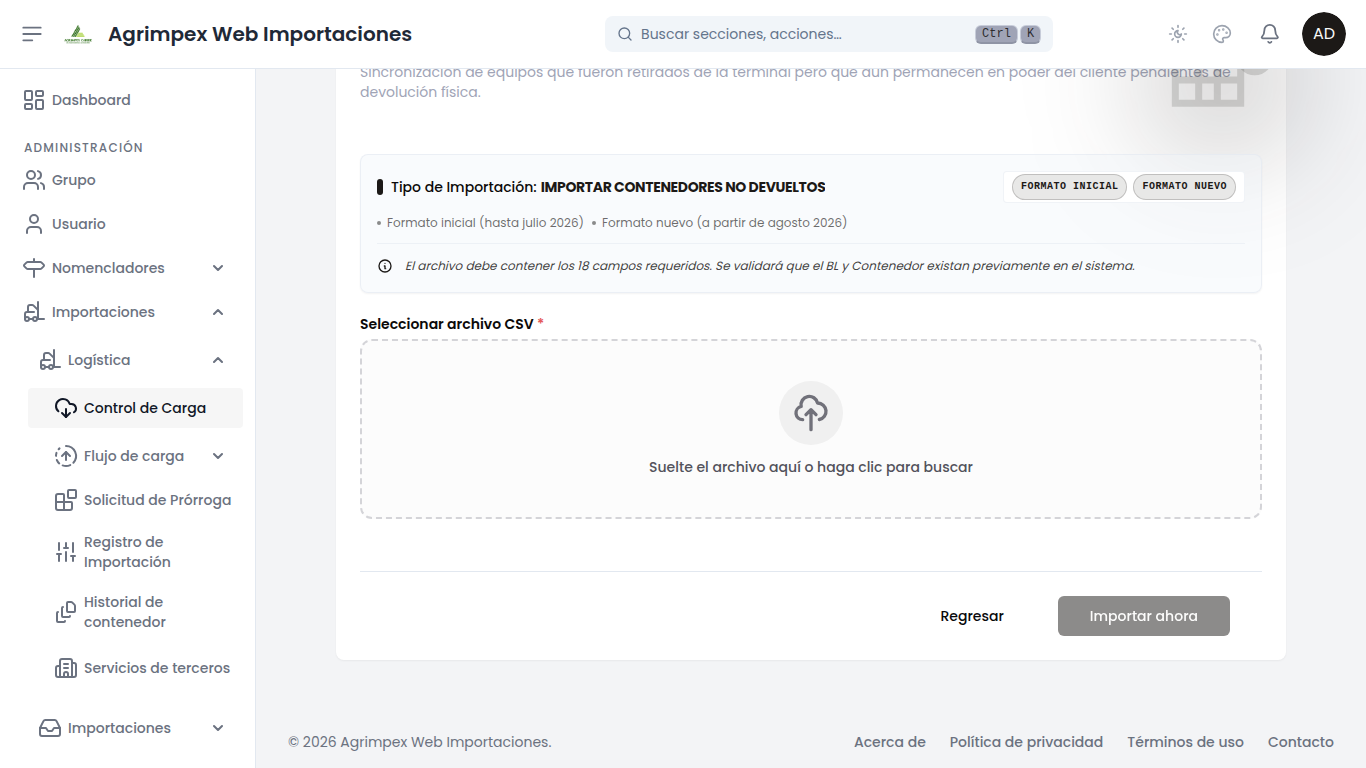 Agrimpex Web Importaciones
Buscar secciones, acciones...
Ctrl K
AD
Dashboard
ADMINISTRACIÓN
Grupo
Usuario
Nomencladores
Importaciones
Logística
Control de Carga
Flujo de carga
Solicitud de Prórroga
Registro de
Importación
Historial de
contenedor
Servicios de terceros
Importaciones
Sincronización de equipos que fueron retirados de la terminal pero que aún permanecen en poder del cliente pendientes de
devolución física.
Tipo de Importación: IMPORTAR CONTENEDORES NO DEVUELTOS
FORMATO INICIAL FORMATO NUEVO
• Formato inicial (hasta julio 2026) • Formato nuevo (a partir de agosto 2026)
El archivo debe contener los 18 campos requeridos. Se validará que el BL y Contenedor existan previamente en el sistema.
Seleccionar archivo CSV *
Suelte el archivo aquí o haga clic para buscar
Regresar
Importar ahora
© 2026 Agrimpex Web Importaciones.
Acerca de Política de privacidad Términos de uso Contacto